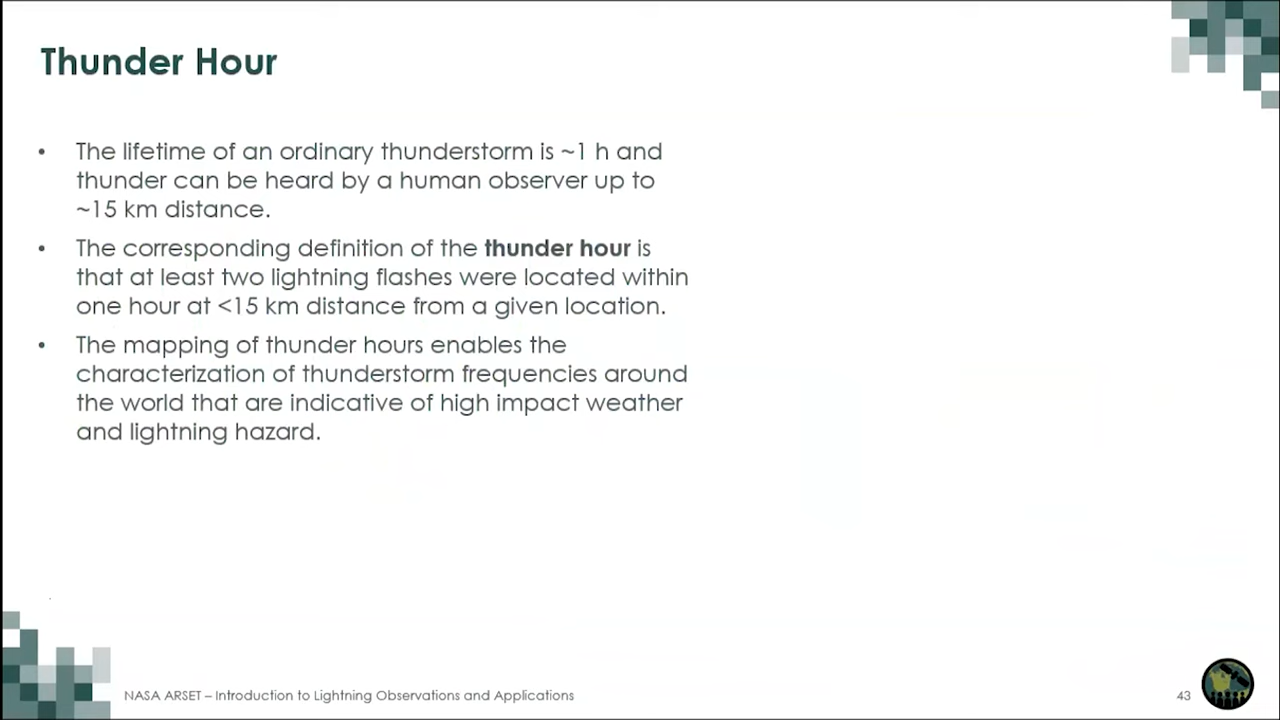 Thunder Hour
• The lifetime of an ordinary thunderstorm is ~1 h and
thunder can be heard by a human observer up to
~15 km distance.
• The corresponding definition of the thunder hour is
that at least two lightning flashes were located within
one hour at <15 km distance from a given location.
• The mapping of thunder hours enables the
characterization of thunderstorm frequencies around
the world that are indicative of high impact weather
and lightning hazard.
NASA ARSET – Introduction to Lightning Observations and Applications
43